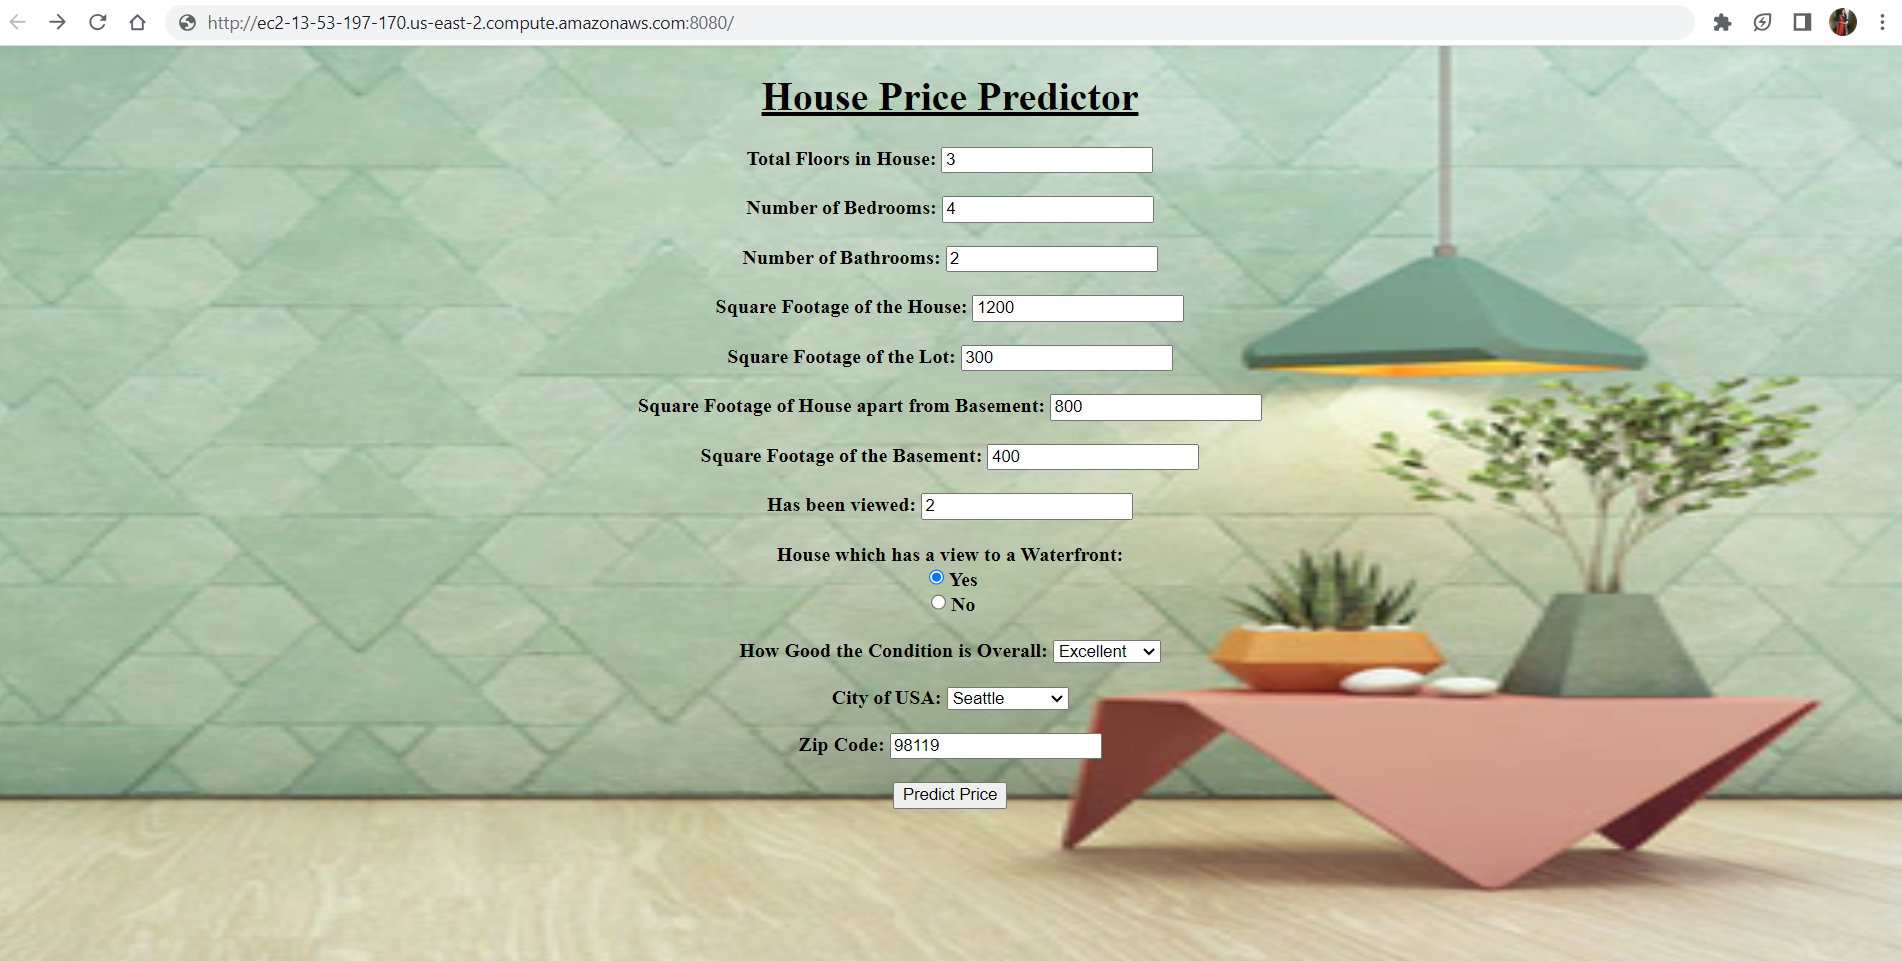 http://ec2-13-53-197-170.us-east-2.compute.amazonaws.com:8080/
House Price Predictor
Total Floors in House: 3
Number of Bedrooms: 4
Number of Bathrooms: 2
Square Footage of the House: 1200
Square Footage of the Lot: 300
Square Footage of House apart from Basement: 800
Square Footage of the Basement: 400
Has been viewed: 2
House which has a view to a Waterfront:
Yes
No
How Good the Condition is Overall: Excellent
City of USA: Seattle
Zip Code: 98119
Predict Price